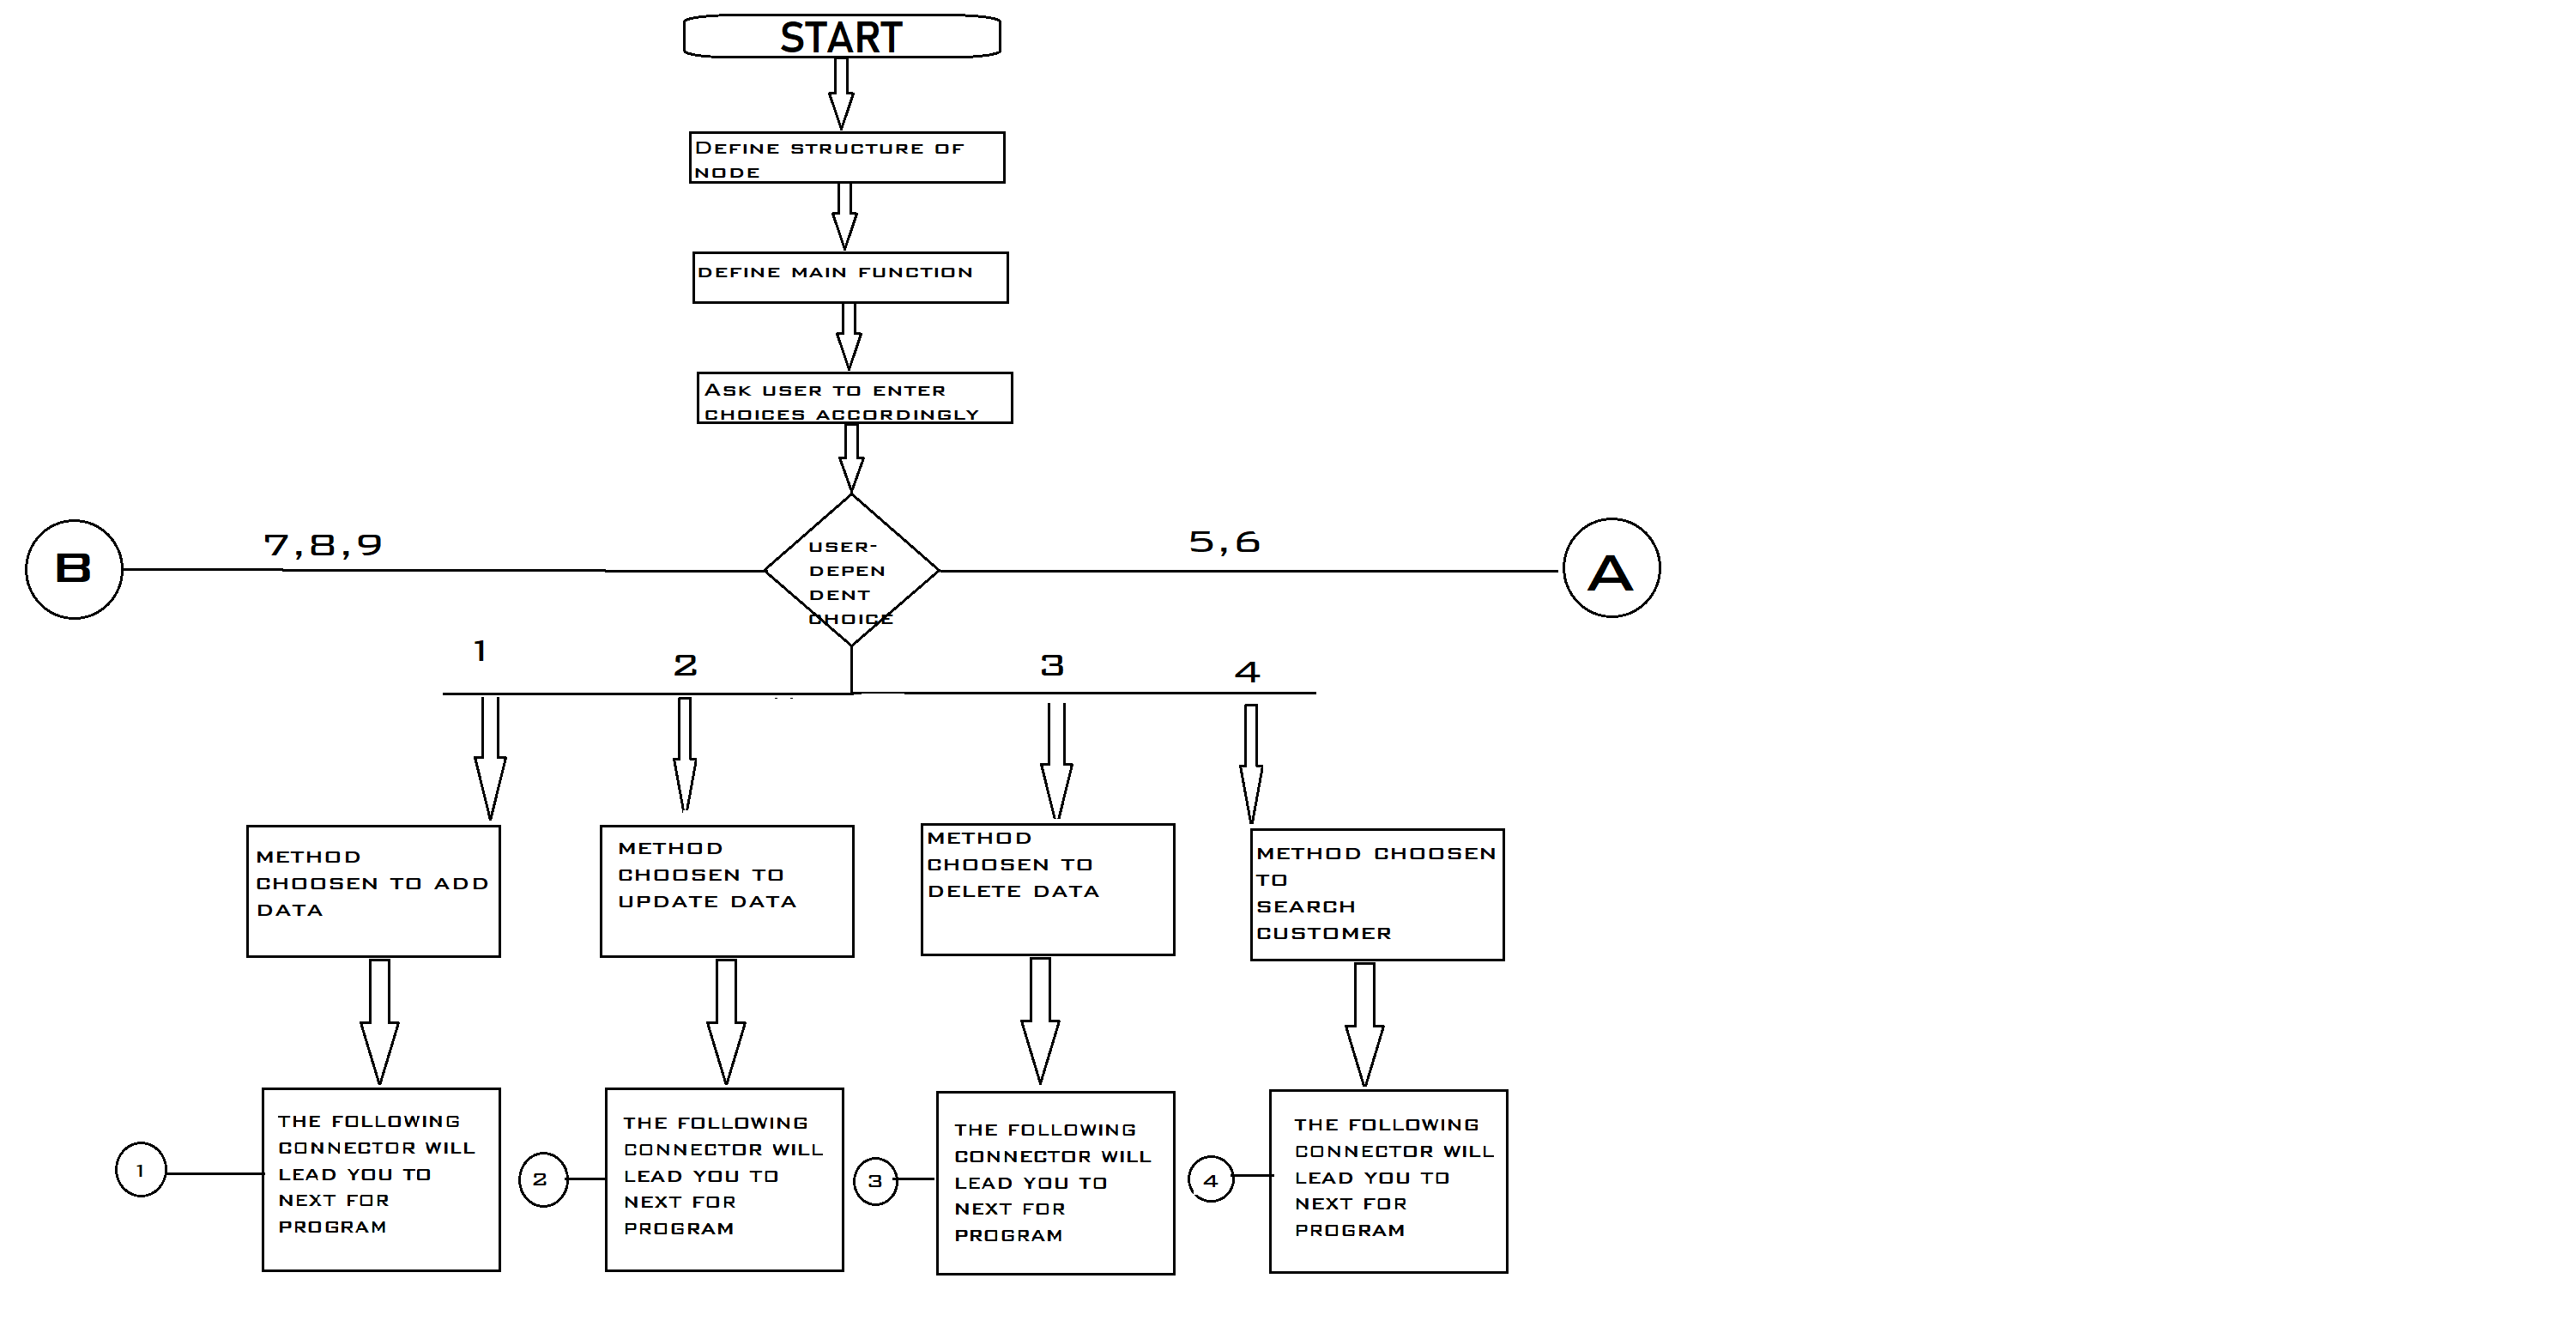 START
Define structure of
node
define main function
Ask user to enter
choices accordingly
user-
depen
dent
choice
7,8,9
B
5,6
A
1
2
3
4
method
choosen to add
data
method
choosen to
update data
method
choosen to
delete data
method choosen
to
search
customer
the following
connector will
lead you to
next for
program
1
the following
connector will
lead you to
next for
program
2
the following
connector will
lead you to
next for
program
3
the following
connector will
lead you to
next for
program
4